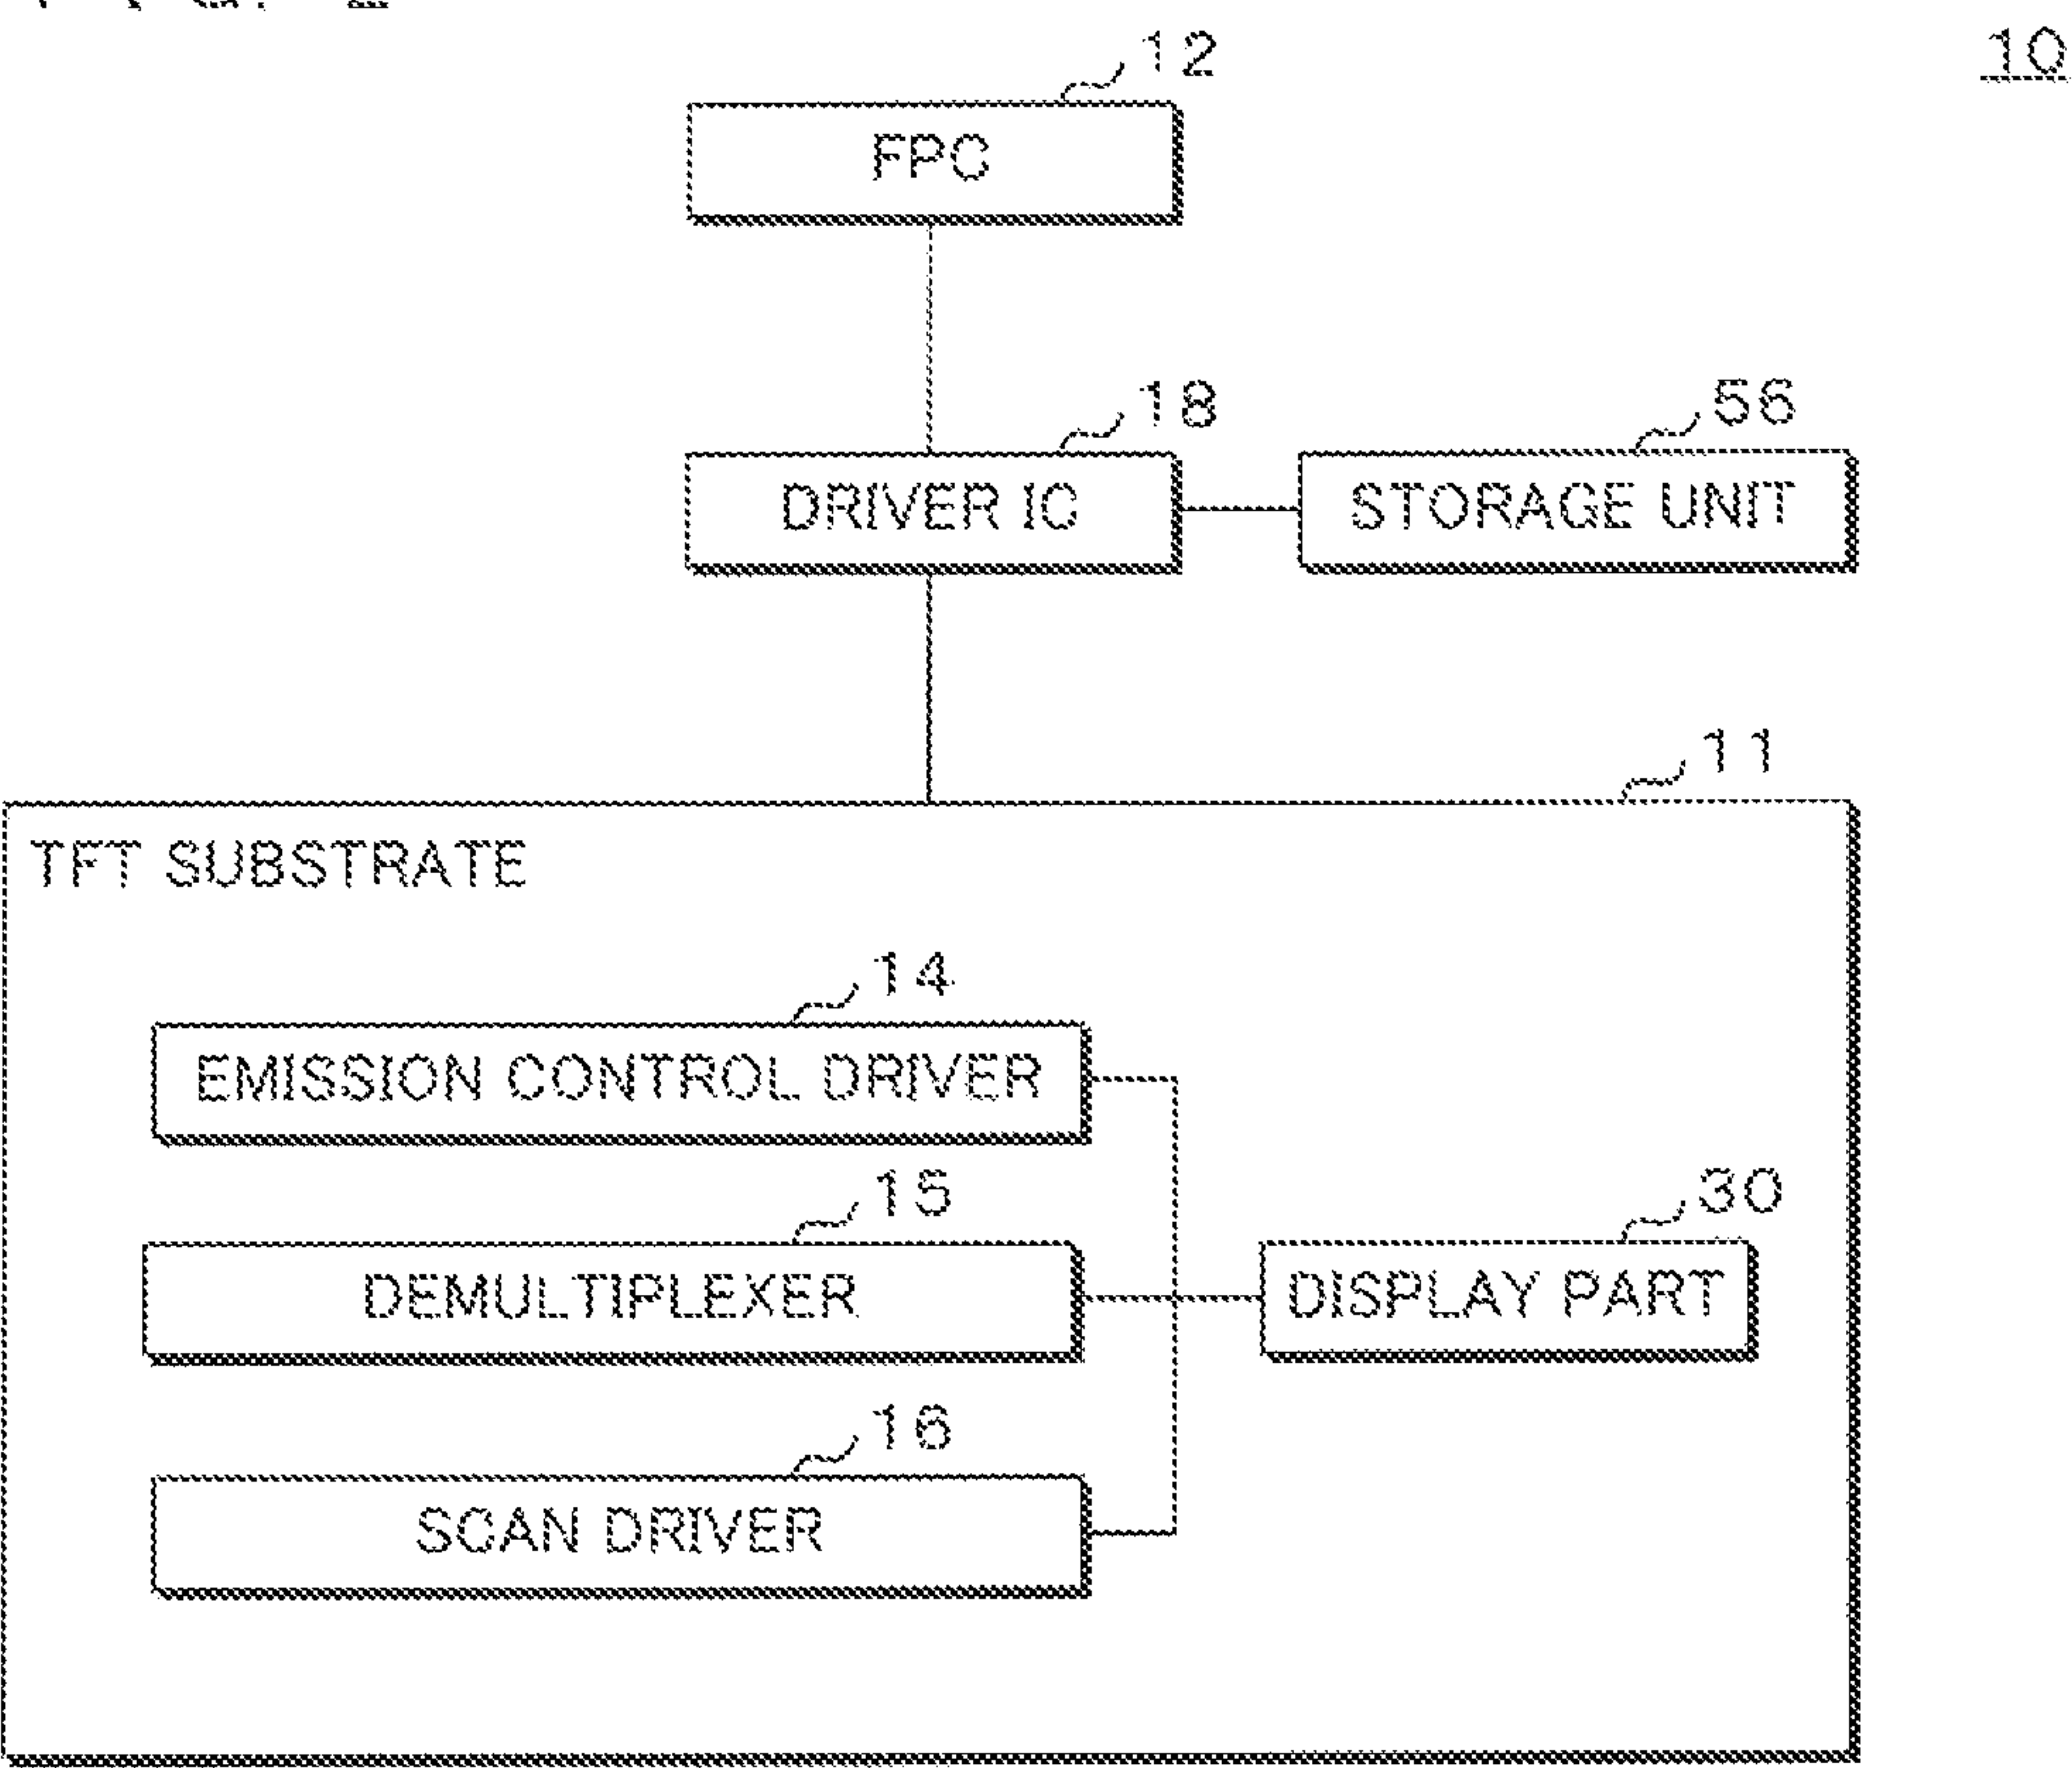 10
12
FPC
18
DRIVER IC
56
STORAGE UNIT
11
TFT SUBSTRATE
14
EMISSION CONTROL DRIVER
15
DEMULTIPLEXER
30
DISPLAY PART
16
SCAN DRIVER